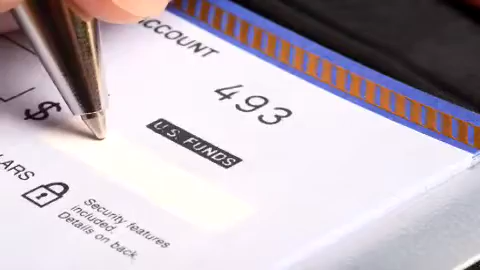 ACCOUNT
493
$
U.S. FUNDS
LARS
Security features
included.
Details on back.